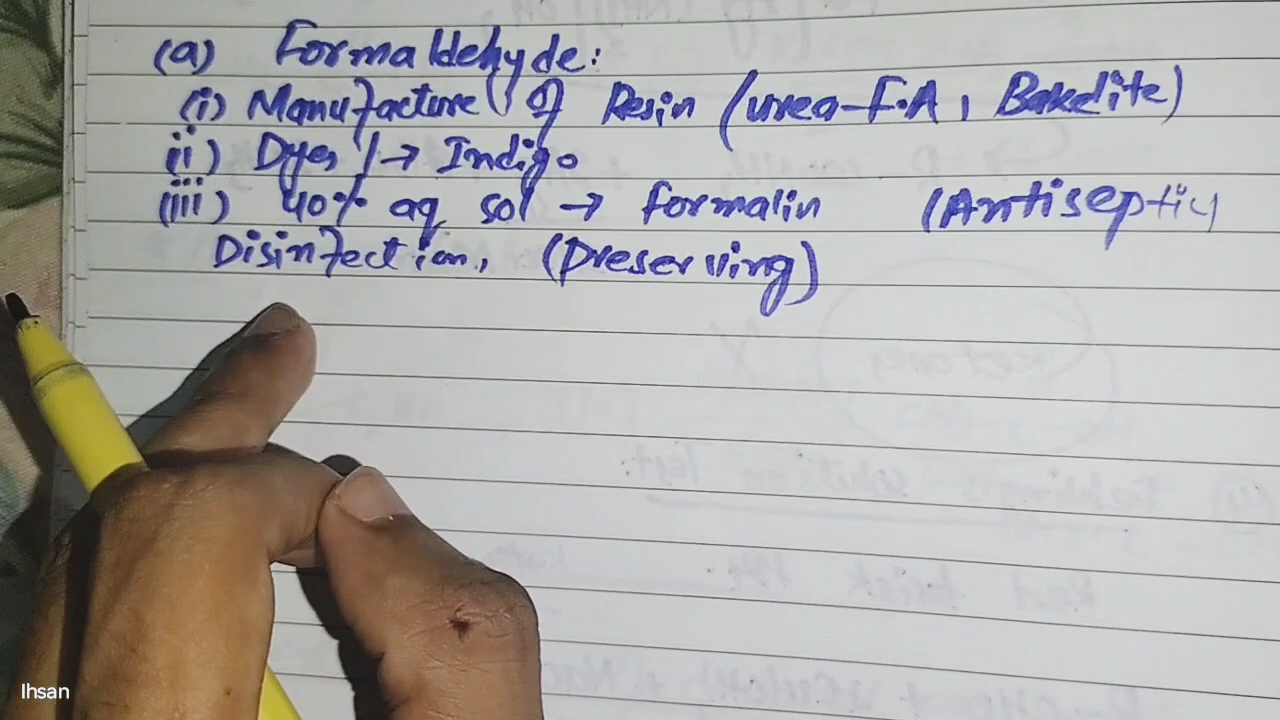 (a) Formaldehyde:
(i) Manufacture of Resin (urea-F.A, Bakelite)
(ii) Dyes → Indigo
(iii) 40% aq sol → formalin (Antiseptic,
Disinfection, (Preserving)
Ihsan